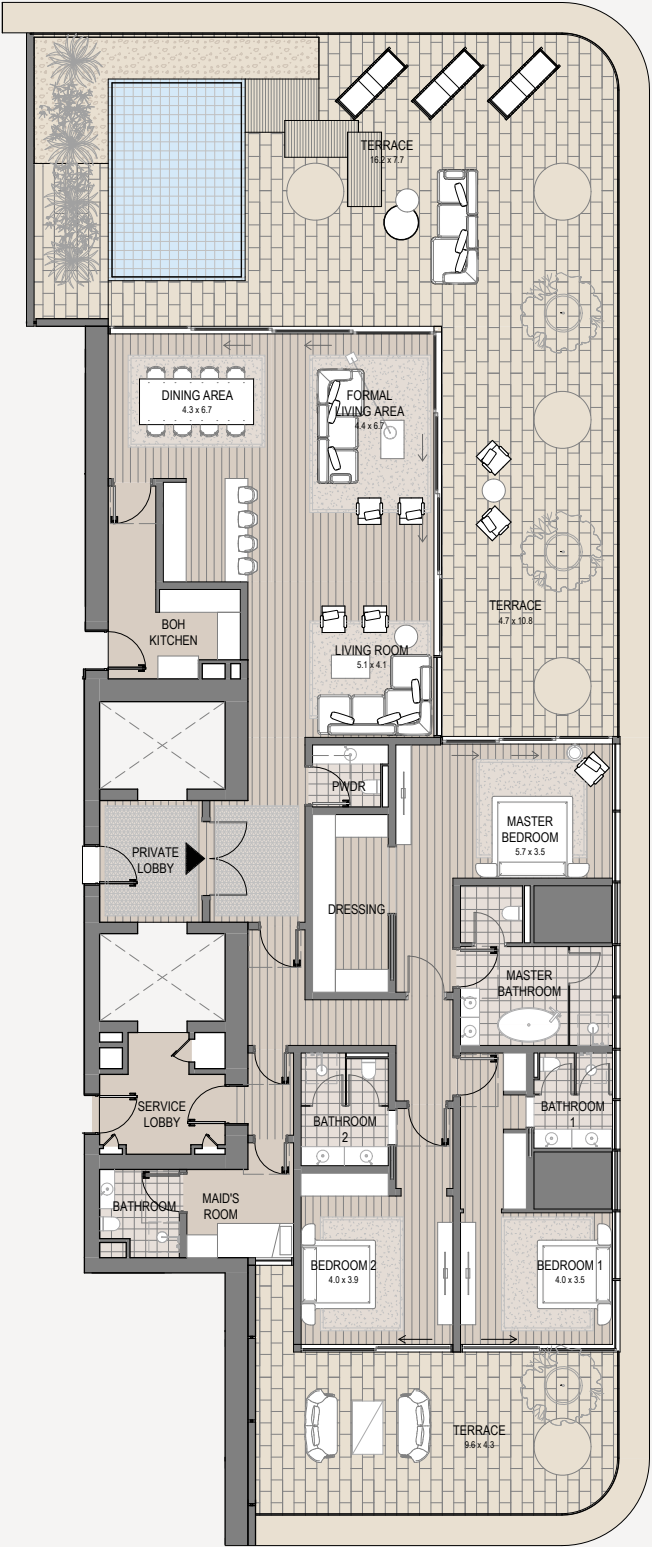 TERRACE
16.2 x 7.7
DINING AREA
4.3 x 6.7
FORMAL
LIVING AREA
4.4 x 6.7
TERRACE
4.7 x 10.8
BOH
KITCHEN
LIVING ROOM
5.1 x 4.1
PWDR
MASTER
BEDROOM
5.7 x 3.5
PRIVATE
LOBBY
DRESSING
MASTER
BATHROOM
SERVICE
LOBBY
BATHROOM
2
BATHROOM
1
BATHROOM
MAID'S
ROOM
BEDROOM 2
4.0 x 3.9
BEDROOM 1
4.0 x 3.5
TERRACE
9.6 x 4.3